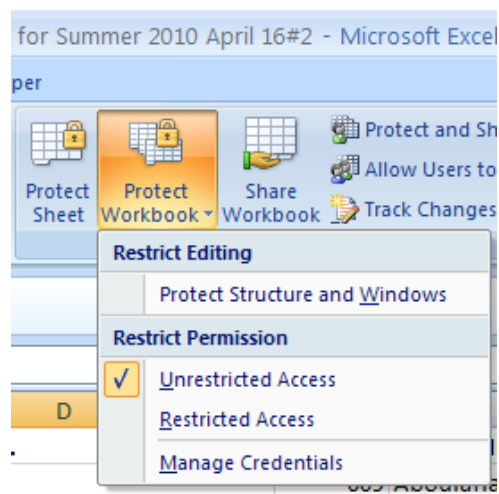 for Summer 2010 April 16#2 - Microsoft Excel
per
Protect Sheet
Protect Workbook
Share Workbook
Protect and Sh
Allow Users to
Track Changes
Restrict Editing
Protect Structure and Windows
Restrict Permission
Unrestricted Access
Restricted Access
Manage Credentials
D